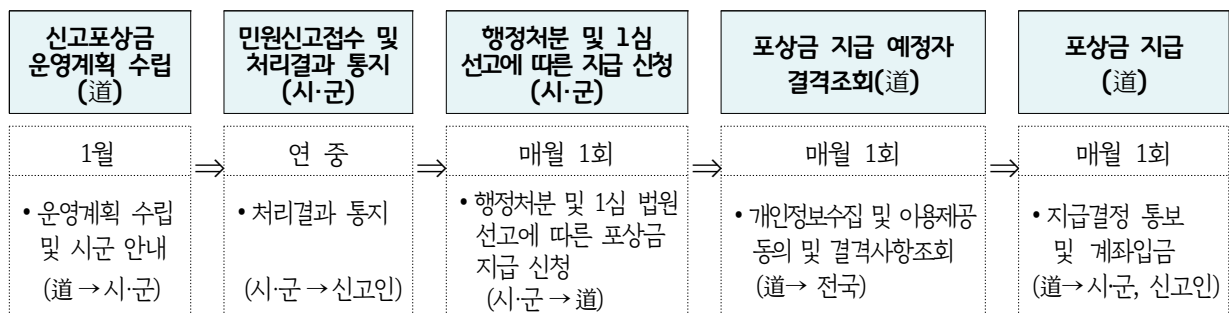 신고포상금
운영계획 수립
(道)
민원신고접수 및
처리결과 통지
(시·군)
행정처분 및 1심
선고에 따른 지급 신청
(시·군)
포상금 지급 예정자
결격조회(道)
포상금 지급
(道)
1월
⇒
연 중
⇒
매월 1회
⇒
매월 1회
⇒
매월 1회
• 운영계획 수립
및 시군 안내
(道→시·군)
• 처리결과 통지
(시·군→신고인)
• 행정처분 및 1심 법원
선고에 따른 포상금
지급 신청
(시·군→道)
• 개인정보수집 및 이용제공
동의 및 결격사항조회
(道→ 전국)
• 지급결정 통보
및 계좌입금
(道→시·군, 신고인)